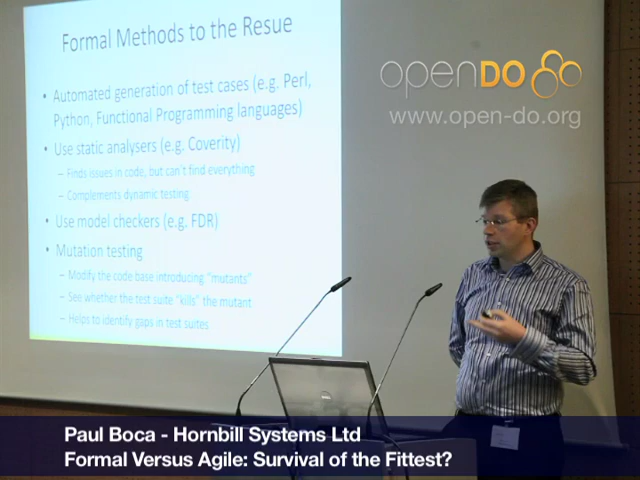 Formal Methods to the Resue
• Automated generation of test cases (e.g. Perl,
Python, Functional Programming languages)
• Use static analysers (e.g. Coverity)
– Finds issues in code, but can't find everything
– Complements dynamic testing.
• Use model checkers (e.g. FDR)
• Mutation testing
– Modify the code base introducing "mutants"
– See whether the test suite "kills" the mutant
– Helps to identify gaps in test suites.
openDO
www.open-do.org
Paul Boca - Hornbill Systems Ltd
Formal Versus Agile: Survival of the Fittest?